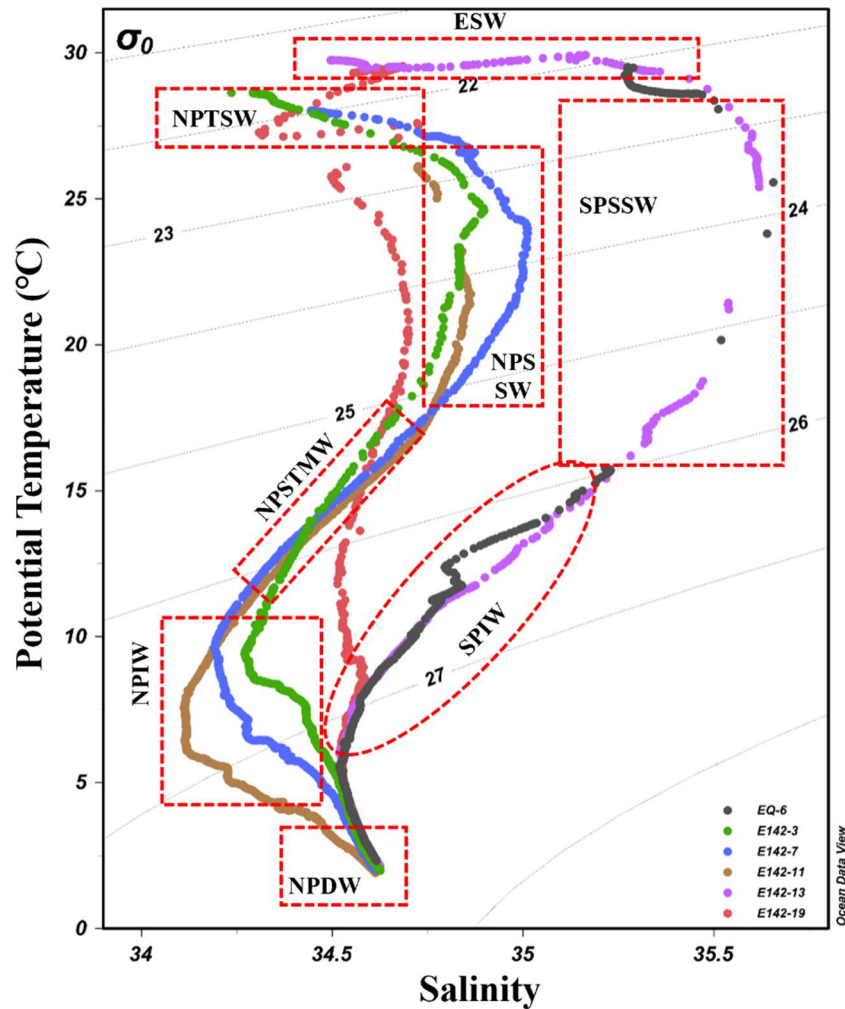 σ0
ESW
30
22
NPTSW
25
23
SPSSW
24
20
NPS
SW
25
26
NPSTMW
15
10
NPIW
SPIW
27
5
NPDW
0
34
34.5
35
35.5
Potential Temperature (°C)
Salinity
EQ-6
E142-3
E142-7
E142-11
E142-13
E142-19
Ocean Data View